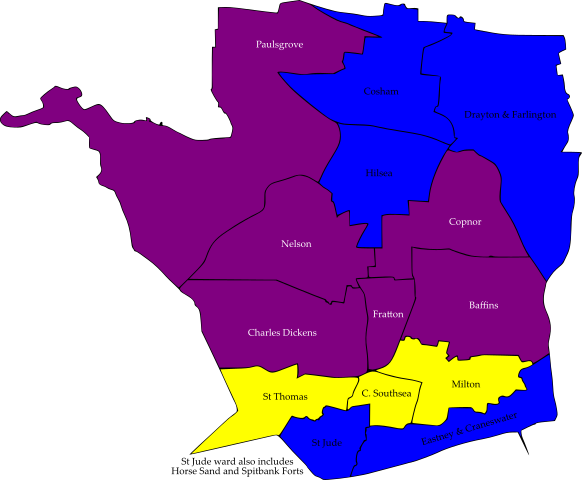 Paulsgrove
Cosham
Drayton & Farlington
Hilsea
Copnor
Nelson
Baffins
Fratton
Charles Dickens
Milton
C. Southsea
St Thomas
Eastney & Craneswater
St Jude
St Jude ward also includes
Horse Sand and Spitbank Forts